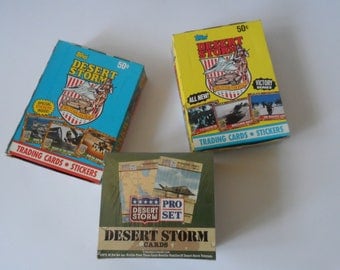 Topps
DESERT
STORM
50¢
TRADING CARDS • STICKERS
Topps
DESERT
STORM
50¢
ALL NEW!
VICTORY
SERIES
TRADING CARDS • STICKERS
DESERT
STORM
PRO
SET
DESERT STORM
CARDS